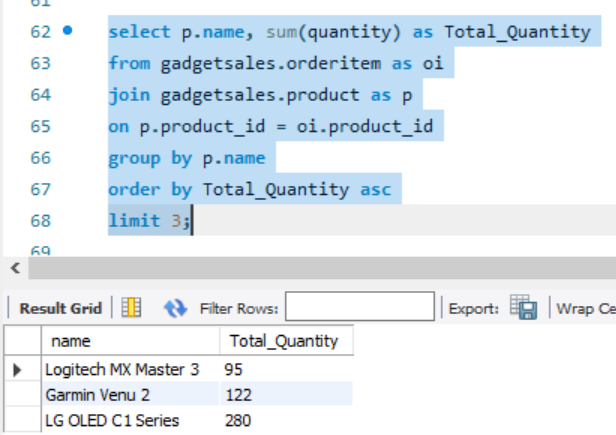 61
62 select p.name, sum(quantity) as Total_Quantity
63 from gadgetsales.orderitem as oi
64 join gadgetsales.product as p
65 on p.product_id = oi.product_id
66 group by p.name
67 order by Total_Quantity asc
68 limit 3;
69
Result Grid Filter Rows: Export: Wrap Ce
name Total_Quantity
Logitech MX Master 3 95
Garmin Venu 2 122
LG OLED C1 Series 280